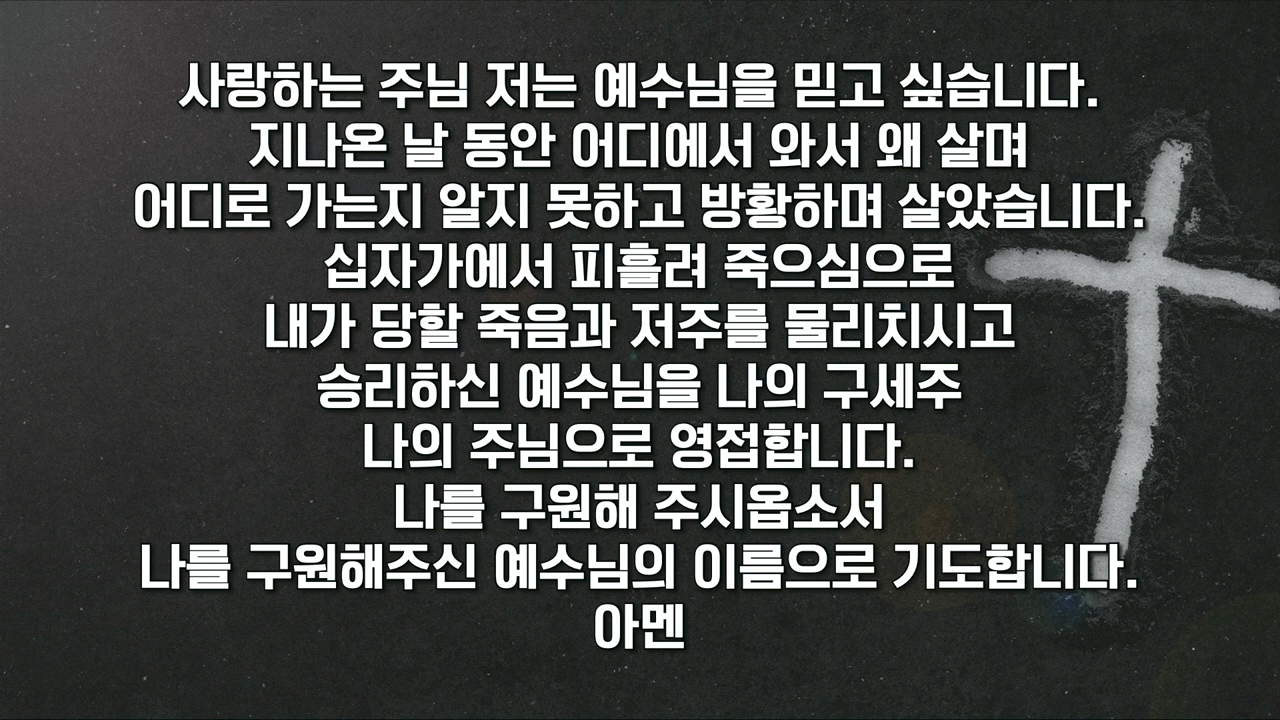 사랑하는 주님 저는 예수님을 믿고 싶습니다.
지나온 날 동안 어디에서 와서 왜 살며
어디로 가는지 알지 못하고 방황하며 살았습니다.
십자가에서 피흘려 죽으심으로
내가 당할 죽음과 저주를 물리치시고
승리하신 예수님을 나의 구세주
나의 주님으로 영접합니다.
나를 구원해 주시옵소서
나를 구원해주신 예수님의 이름으로 기도합니다.
아멘